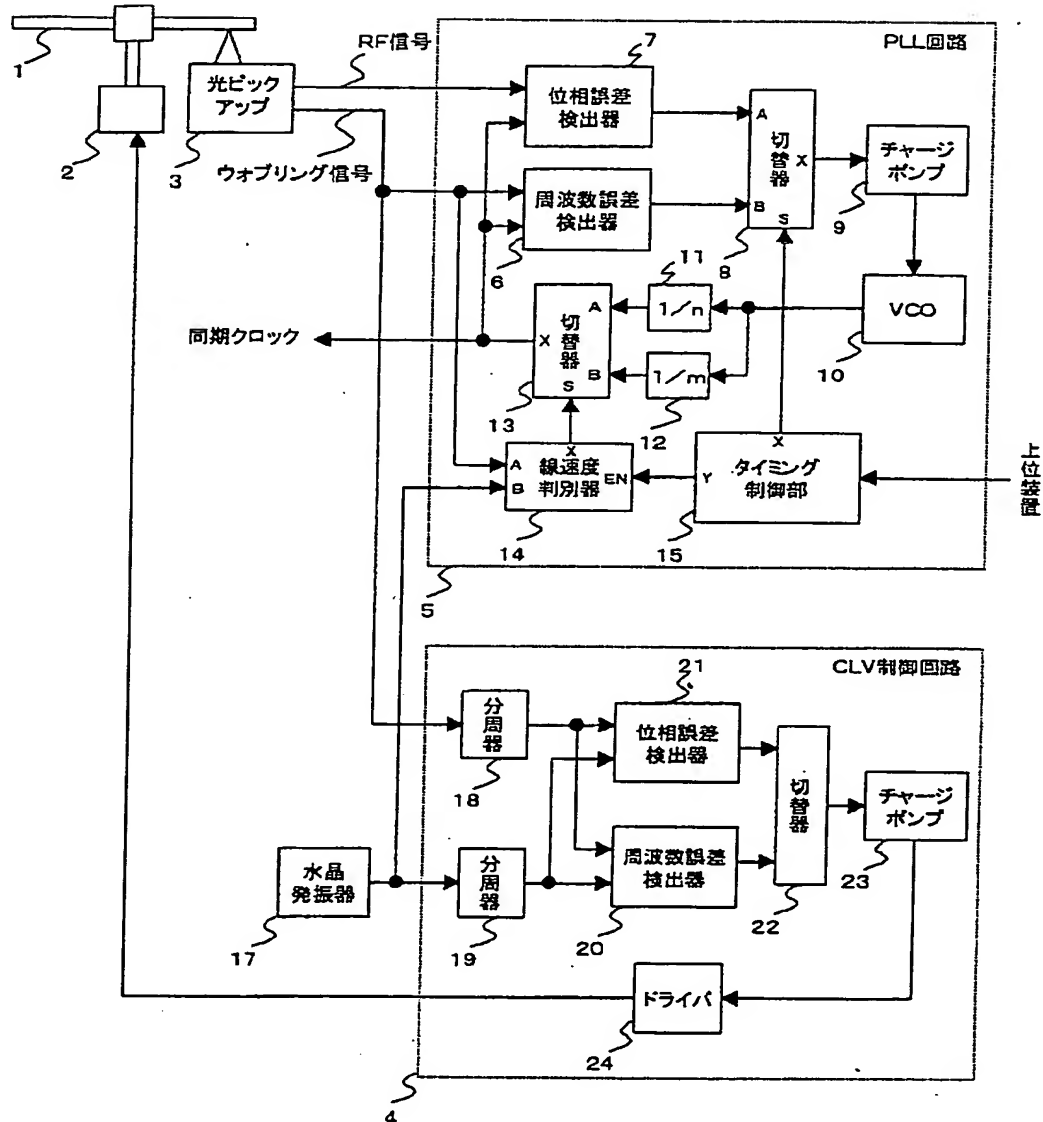 1
2
光ピック
アップ
3
RF信号
ウォブリング信号
PLL回路
7
位相誤差
検出器
周波数誤差
検出器
6
A
B
切替器
X
S
8
チャージ
ポンプ
9
VCO
10
11
1/n
1/m
12
A
B
切替器
X
S
13
同期クロック
A
B
X
線速度
判別器
EN
14
X
Y
タイミング
制御部
15
上位装置
5
CLV制御回路
水晶
発振器
17
分周器
18
分周器
19
21
位相誤差
検出器
周波数誤差
検出器
20
切替器
22
チャージ
ポンプ
23
ドライバ
24
4